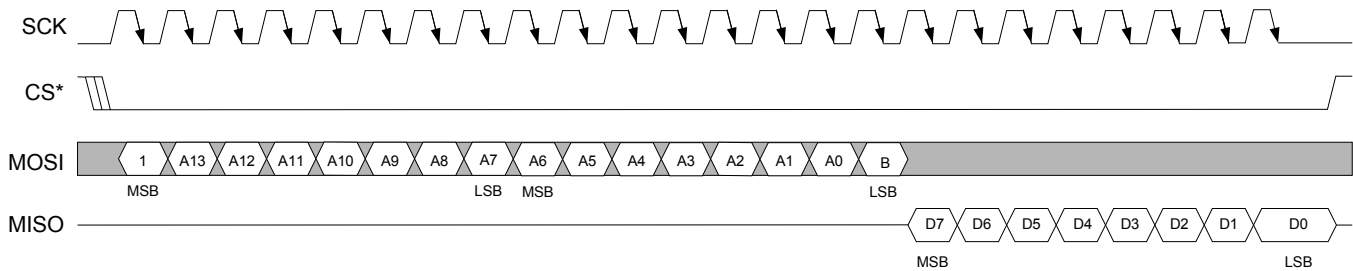 SCK
CS*
MOSI 1 A13 A12 A11 A10 A9 A8 A7 A6 A5 A4 A3 A2 A1 A0 B
MSB LSB MSB LSB
MISO D7 D6 D5 D4 D3 D2 D1 D0
MSB LSB